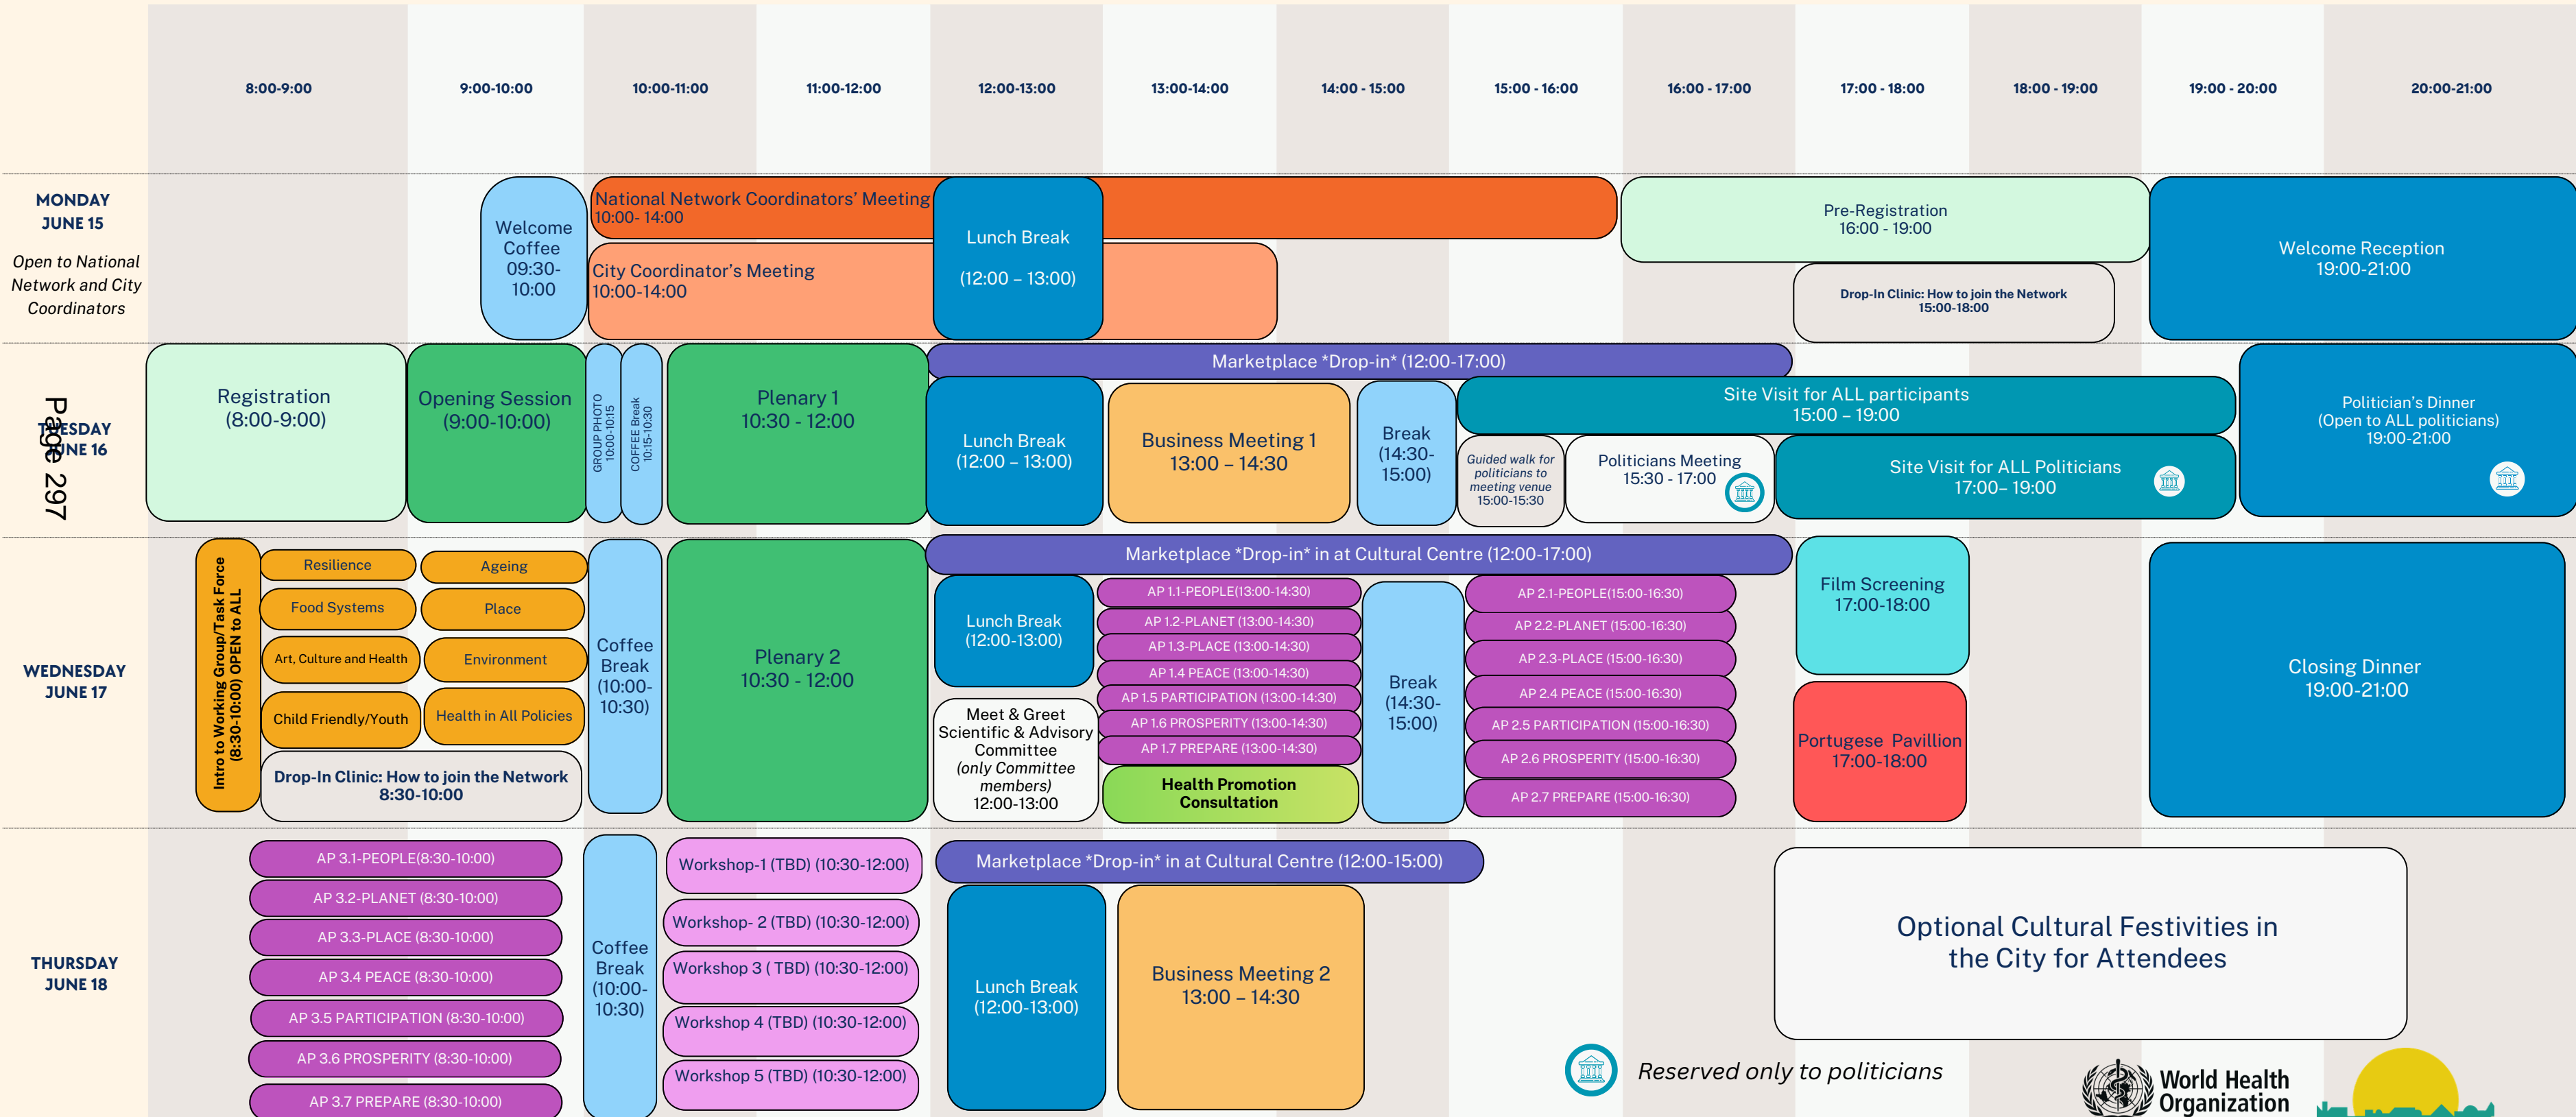 8:00-9:00
9:00-10:00
10:00-11:00
11:00-12:00
12:00-13:00
13:00-14:00
14:00 - 15:00
15:00 - 16:00
16:00 - 17:00
17:00 - 18:00
18:00 - 19:00
19:00 - 20:00
20:00-21:00
MONDAY
JUNE 15
Open to National
Network and City
Coordinators
Welcome
Coffee
09:30-
10:00
National Network Coordinators' Meeting
10:00- 14:00
City Coordinator's Meeting
10:00-14:00
Lunch Break
(12:00 – 13:00)
Pre-Registration
16:00 - 19:00
Drop-In Clinic: How to join the Network
15:00-18:00
Welcome Reception
19:00-21:00
Page 297
TUESDAY
JUNE 16
Registration
(8:00-9:00)
Opening Session
(9:00-10:00)
GROUP PHOTO
10:00-10:15
COFFEE Break
10:15-10:30
Plenary 1
10:30 - 12:00
Marketplace *Drop-in* (12:00-17:00)
Lunch Break
(12:00 – 13:00)
Business Meeting 1
13:00 – 14:30
Break
(14:30-
15:00)
Site Visit for ALL participants
15:00 – 19:00
Guided walk for
politicians to
meeting venue
15:00-15:30
Politicians Meeting
15:30 - 17:00
Site Visit for ALL Politicians
17:00– 19:00
Politician's Dinner
(Open to ALL politicians)
19:00-21:00
WEDNESDAY
JUNE 17
Intro to Working Group/Task Force
(8:30-10:00) OPEN to ALL
Resilience
Food Systems
Art, Culture and Health
Child Friendly/Youth
Ageing
Place
Environment
Health in All Policies
Drop-In Clinic: How to join the Network
8:30-10:00
Coffee
Break
(10:00-
10:30)
Plenary 2
10:30 - 12:00
Marketplace *Drop-in* in at Cultural Centre (12:00-17:00)
Lunch Break
(12:00-13:00)
Meet & Greet
Scientific & Advisory
Committee
(only Committee
members)
12:00-13:00
AP 1.1-PEOPLE(13:00-14:30)
AP 1.2-PLANET (13:00-14:30)
AP 1.3-PLACE (13:00-14:30)
AP 1.4 PEACE (13:00-14:30)
AP 1.5 PARTICIPATION (13:00-14:30)
AP 1.6 PROSPERITY (13:00-14:30)
AP 1.7 PREPARE (13:00-14:30)
Health Promotion
Consultation
Break
(14:30-
15:00)
AP 2.1-PEOPLE(15:00-16:30)
AP 2.2-PLANET (15:00-16:30)
AP 2.3-PLACE (15:00-16:30)
AP 2.4 PEACE (15:00-16:30)
AP 2.5 PARTICIPATION (15:00-16:30)
AP 2.6 PROSPERITY (15:00-16:30)
AP 2.7 PREPARE (15:00-16:30)
Film Screening
17:00-18:00
Portugese Pavillion
17:00-18:00
Closing Dinner
19:00-21:00
THURSDAY
JUNE 18
AP 3.1-PEOPLE(8:30-10:00)
AP 3.2-PLANET (8:30-10:00)
AP 3.3-PLACE (8:30-10:00)
AP 3.4 PEACE (8:30-10:00)
AP 3.5 PARTICIPATION (8:30-10:00)
AP 3.6 PROSPERITY (8:30-10:00)
AP 3.7 PREPARE (8:30-10:00)
Coffee
Break
(10:00-
10:30)
Workshop-1 (TBD) (10:30-12:00)
Workshop- 2 (TBD) (10:30-12:00)
Workshop 3 ( TBD) (10:30-12:00)
Workshop 4 (TBD) (10:30-12:00)
Workshop 5 (TBD) (10:30-12:00)
Marketplace *Drop-in* in at Cultural Centre (12:00-15:00)
Lunch Break
(12:00-13:00)
Business Meeting 2
13:00 – 14:30
Optional Cultural Festivities in
the City for Attendees
Reserved only to politicians
World Health
Organization